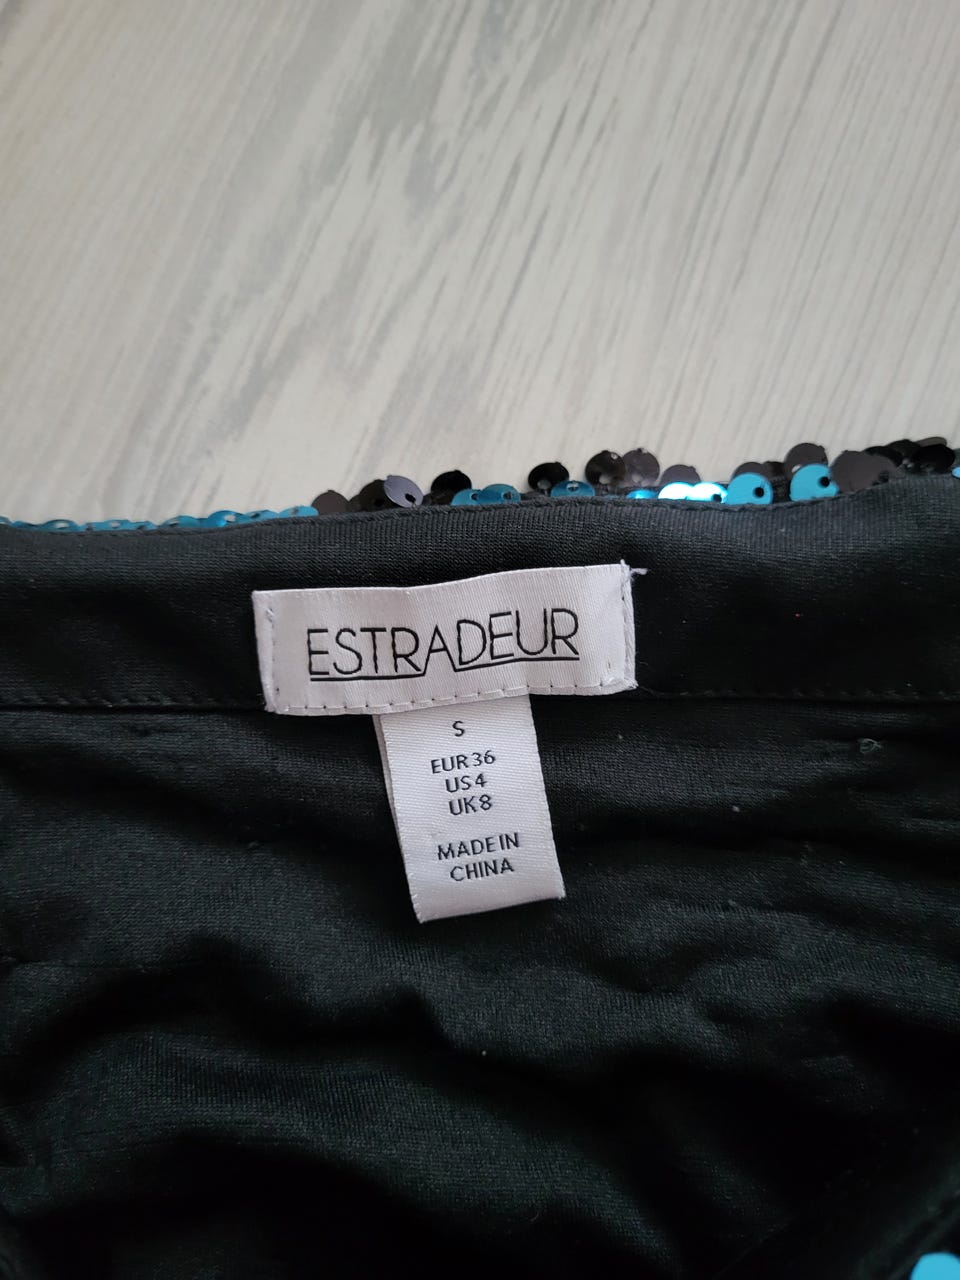 ESTRADEUR
S
EUR 36
US 4
UK 8
MADE IN
CHINA